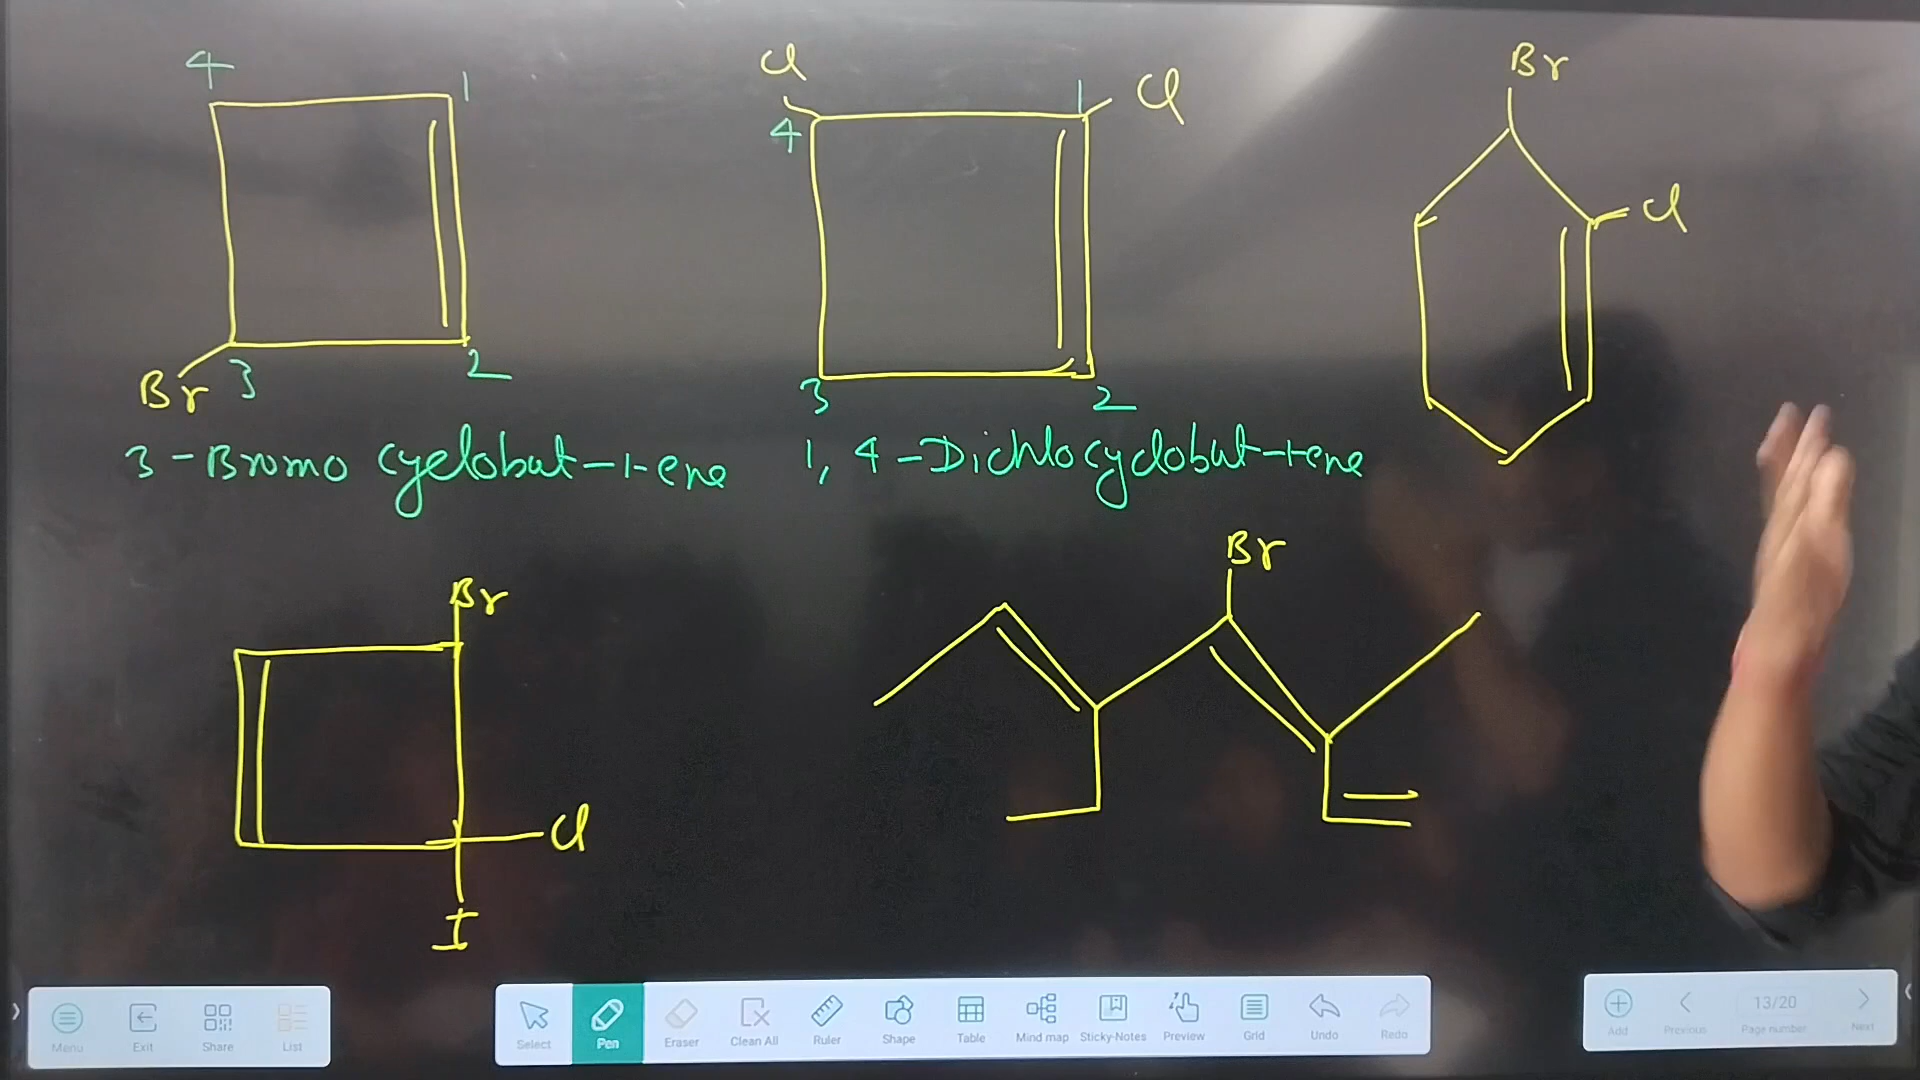 4 1
Br 3 2
3-Bromo cyclobut-1-ene
Cl Cl
4 1
3 2
1, 4-Dichlocyclobut-1-ene
Br
Cl
Br
Cl
I
Br
Menu Exit Share List
Select Pen Eraser Clean All Ruler Shape Table Mind map Sticky-Notes Preview Grid Undo Redo
13/20
Add Previous Page number Next